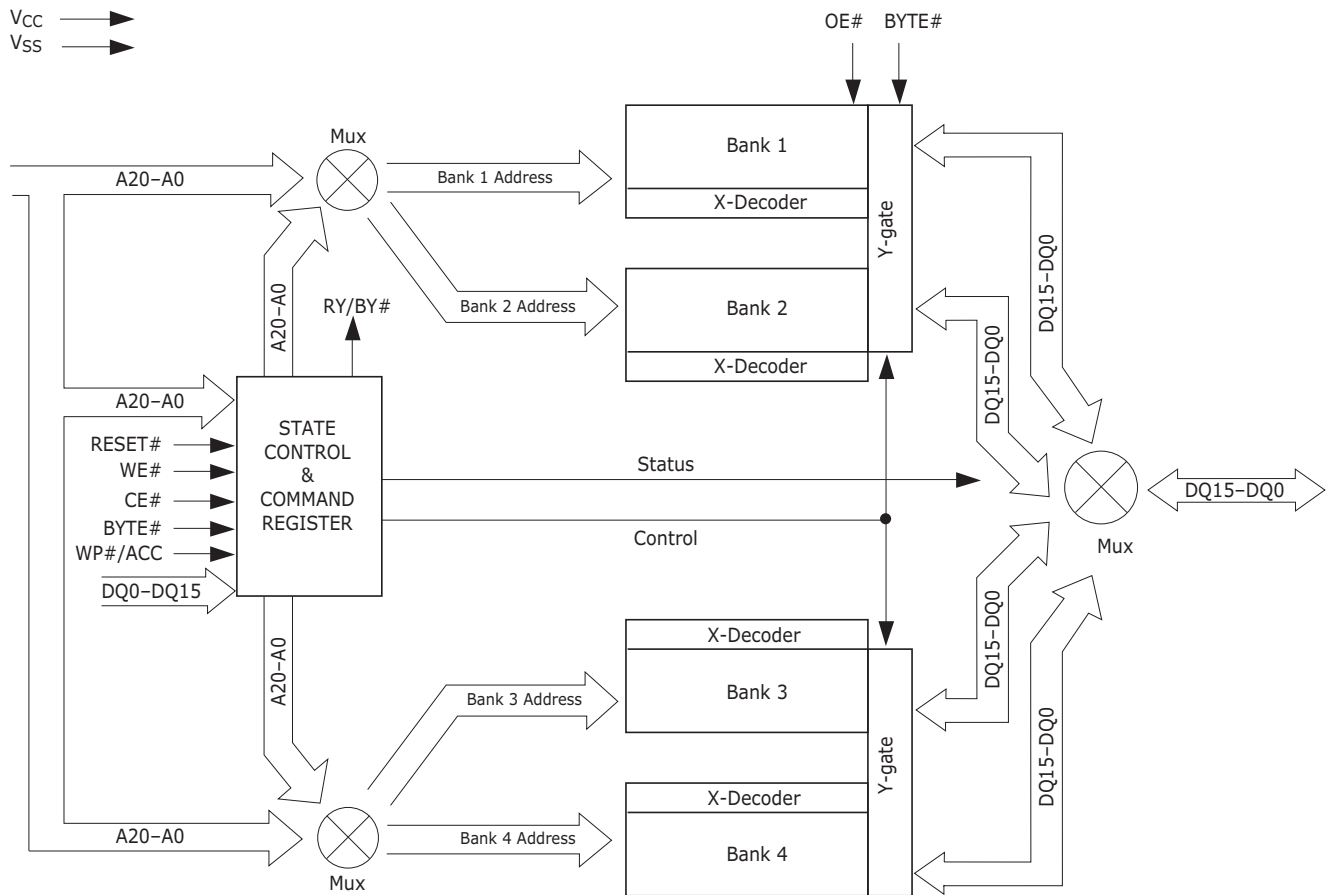 VCC
VSS
OE# BYTE#
Mux
A20–A0
Bank 1 Address
Bank 1
X-Decoder
Y-gate
DQ15–DQ0
A20–A0
RY/BY#
Bank 2 Address
Bank 2
X-Decoder
DQ15–DQ0
A20–A0
STATE
CONTROL
&
COMMAND
REGISTER
RESET#
WE#
CE#
BYTE#
WP#/ACC
DQ0–DQ15
Status
Control
DQ15–DQ0
Mux
A20–A0
X-Decoder
Bank 3 Address
Bank 3
Y-gate
DQ15–DQ0
DQ15–DQ0
X-Decoder
A20–A0
Bank 4 Address
Bank 4
Mux